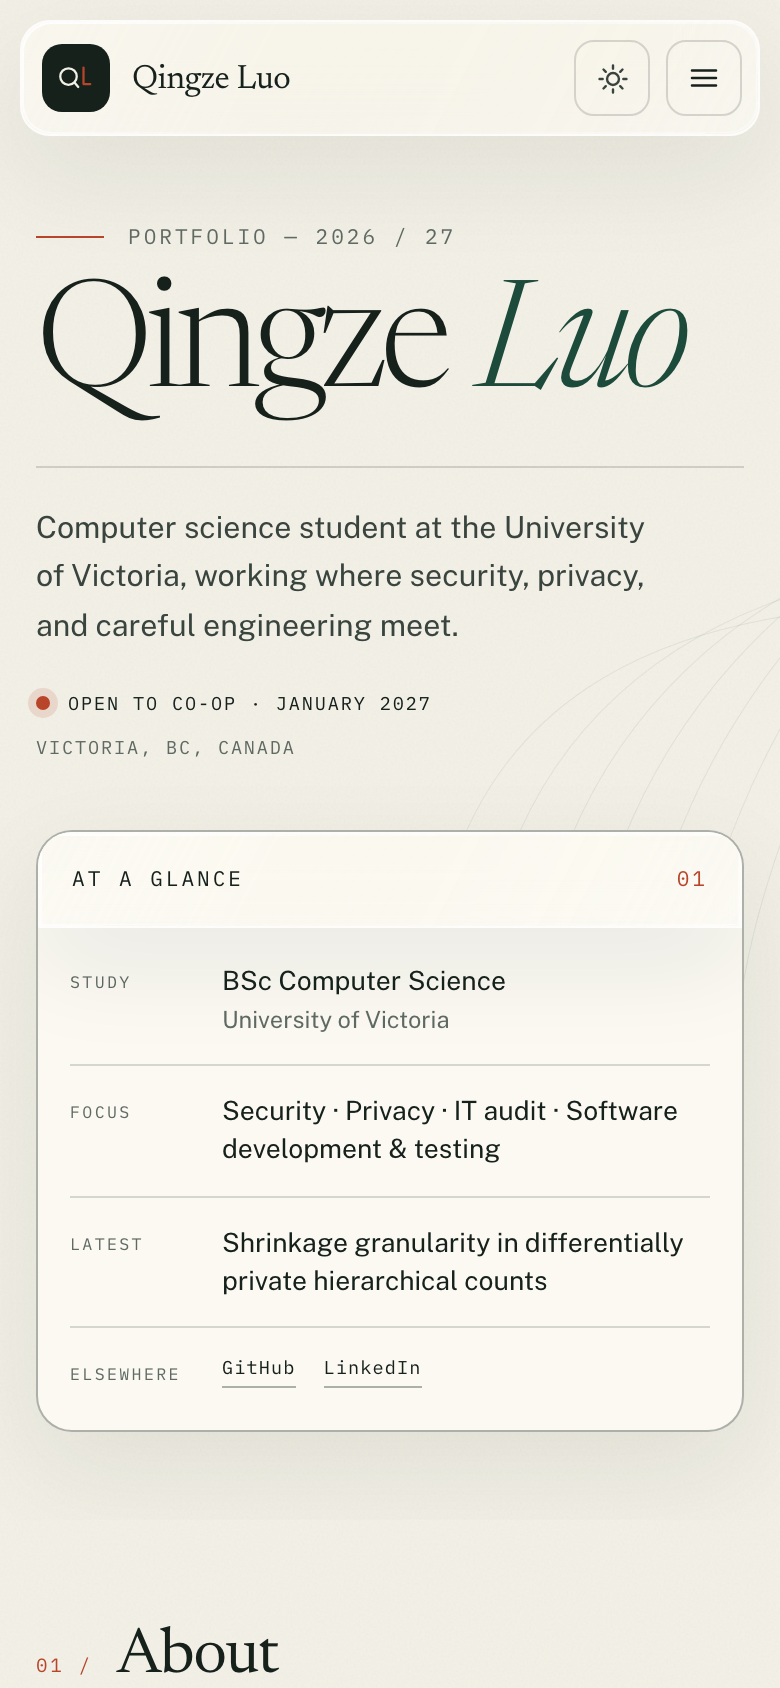 QL Qingze Luo
PORTFOLIO — 2026 / 27
Qingze Luo
Computer science student at the University
of Victoria, working where security, privacy,
and careful engineering meet.
OPEN TO CO-OP · JANUARY 2027
VICTORIA, BC, CANADA
AT A GLANCE 01
STUDY BSc Computer Science
University of Victoria
FOCUS Security · Privacy · IT audit · Software
development & testing
LATEST Shrinkage granularity in differentially
private hierarchical counts
ELSEWHERE GitHub LinkedIn
01 / About